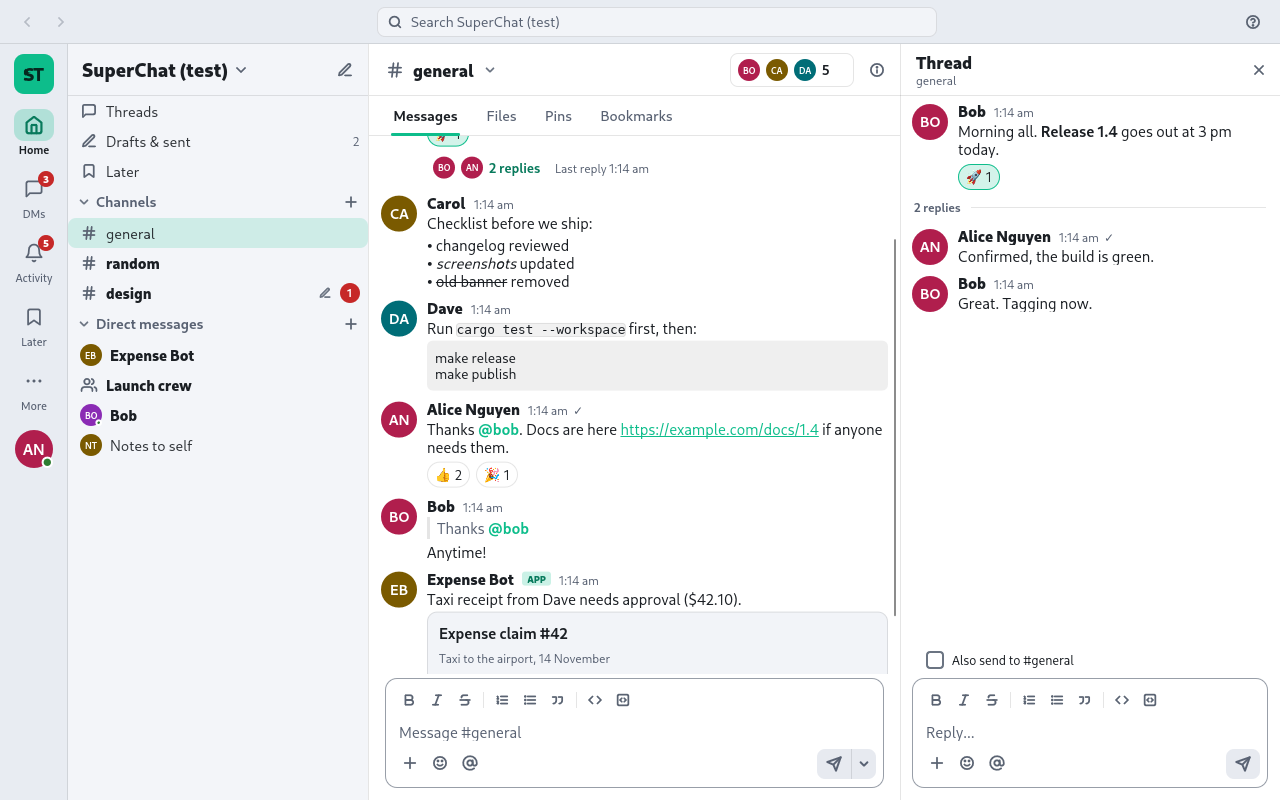 Search SuperChat (test)
ST
Home
3
DMs
5
Activity
Later
More
AN
SuperChat (test)
Threads
Drafts & sent 2
Later
Channels
# general
# random
# design 1
Direct messages
EB Expense Bot
Launch crew
BO Bob
NT Notes to self
# general
BO CA DA 5
Messages Files Pins Bookmarks
BO AN 2 replies Last reply 1:14 am
CA Carol 1:14 am
Checklist before we ship:
• changelog reviewed
• screenshots updated
• old banner removed
DA Dave 1:14 am
Run cargo test --workspace first, then:
make release
make publish
AN Alice Nguyen 1:14 am ✓
Thanks @bob. Docs are here https://example.com/docs/1.4 if anyone
needs them.
👍 2 🎉 1
BO Bob 1:14 am
Thanks @bob
Anytime!
EB Expense Bot APP 1:14 am
Taxi receipt from Dave needs approval ($42.10).
Expense claim #42
Taxi to the airport, 14 November
Message #general
Thread
general
BO Bob 1:14 am
Morning all. Release 1.4 goes out at 3 pm
today.
🚀 1
2 replies
AN Alice Nguyen 1:14 am ✓
Confirmed, the build is green.
BO Bob 1:14 am
Great. Tagging now.
Also send to #general
Reply...